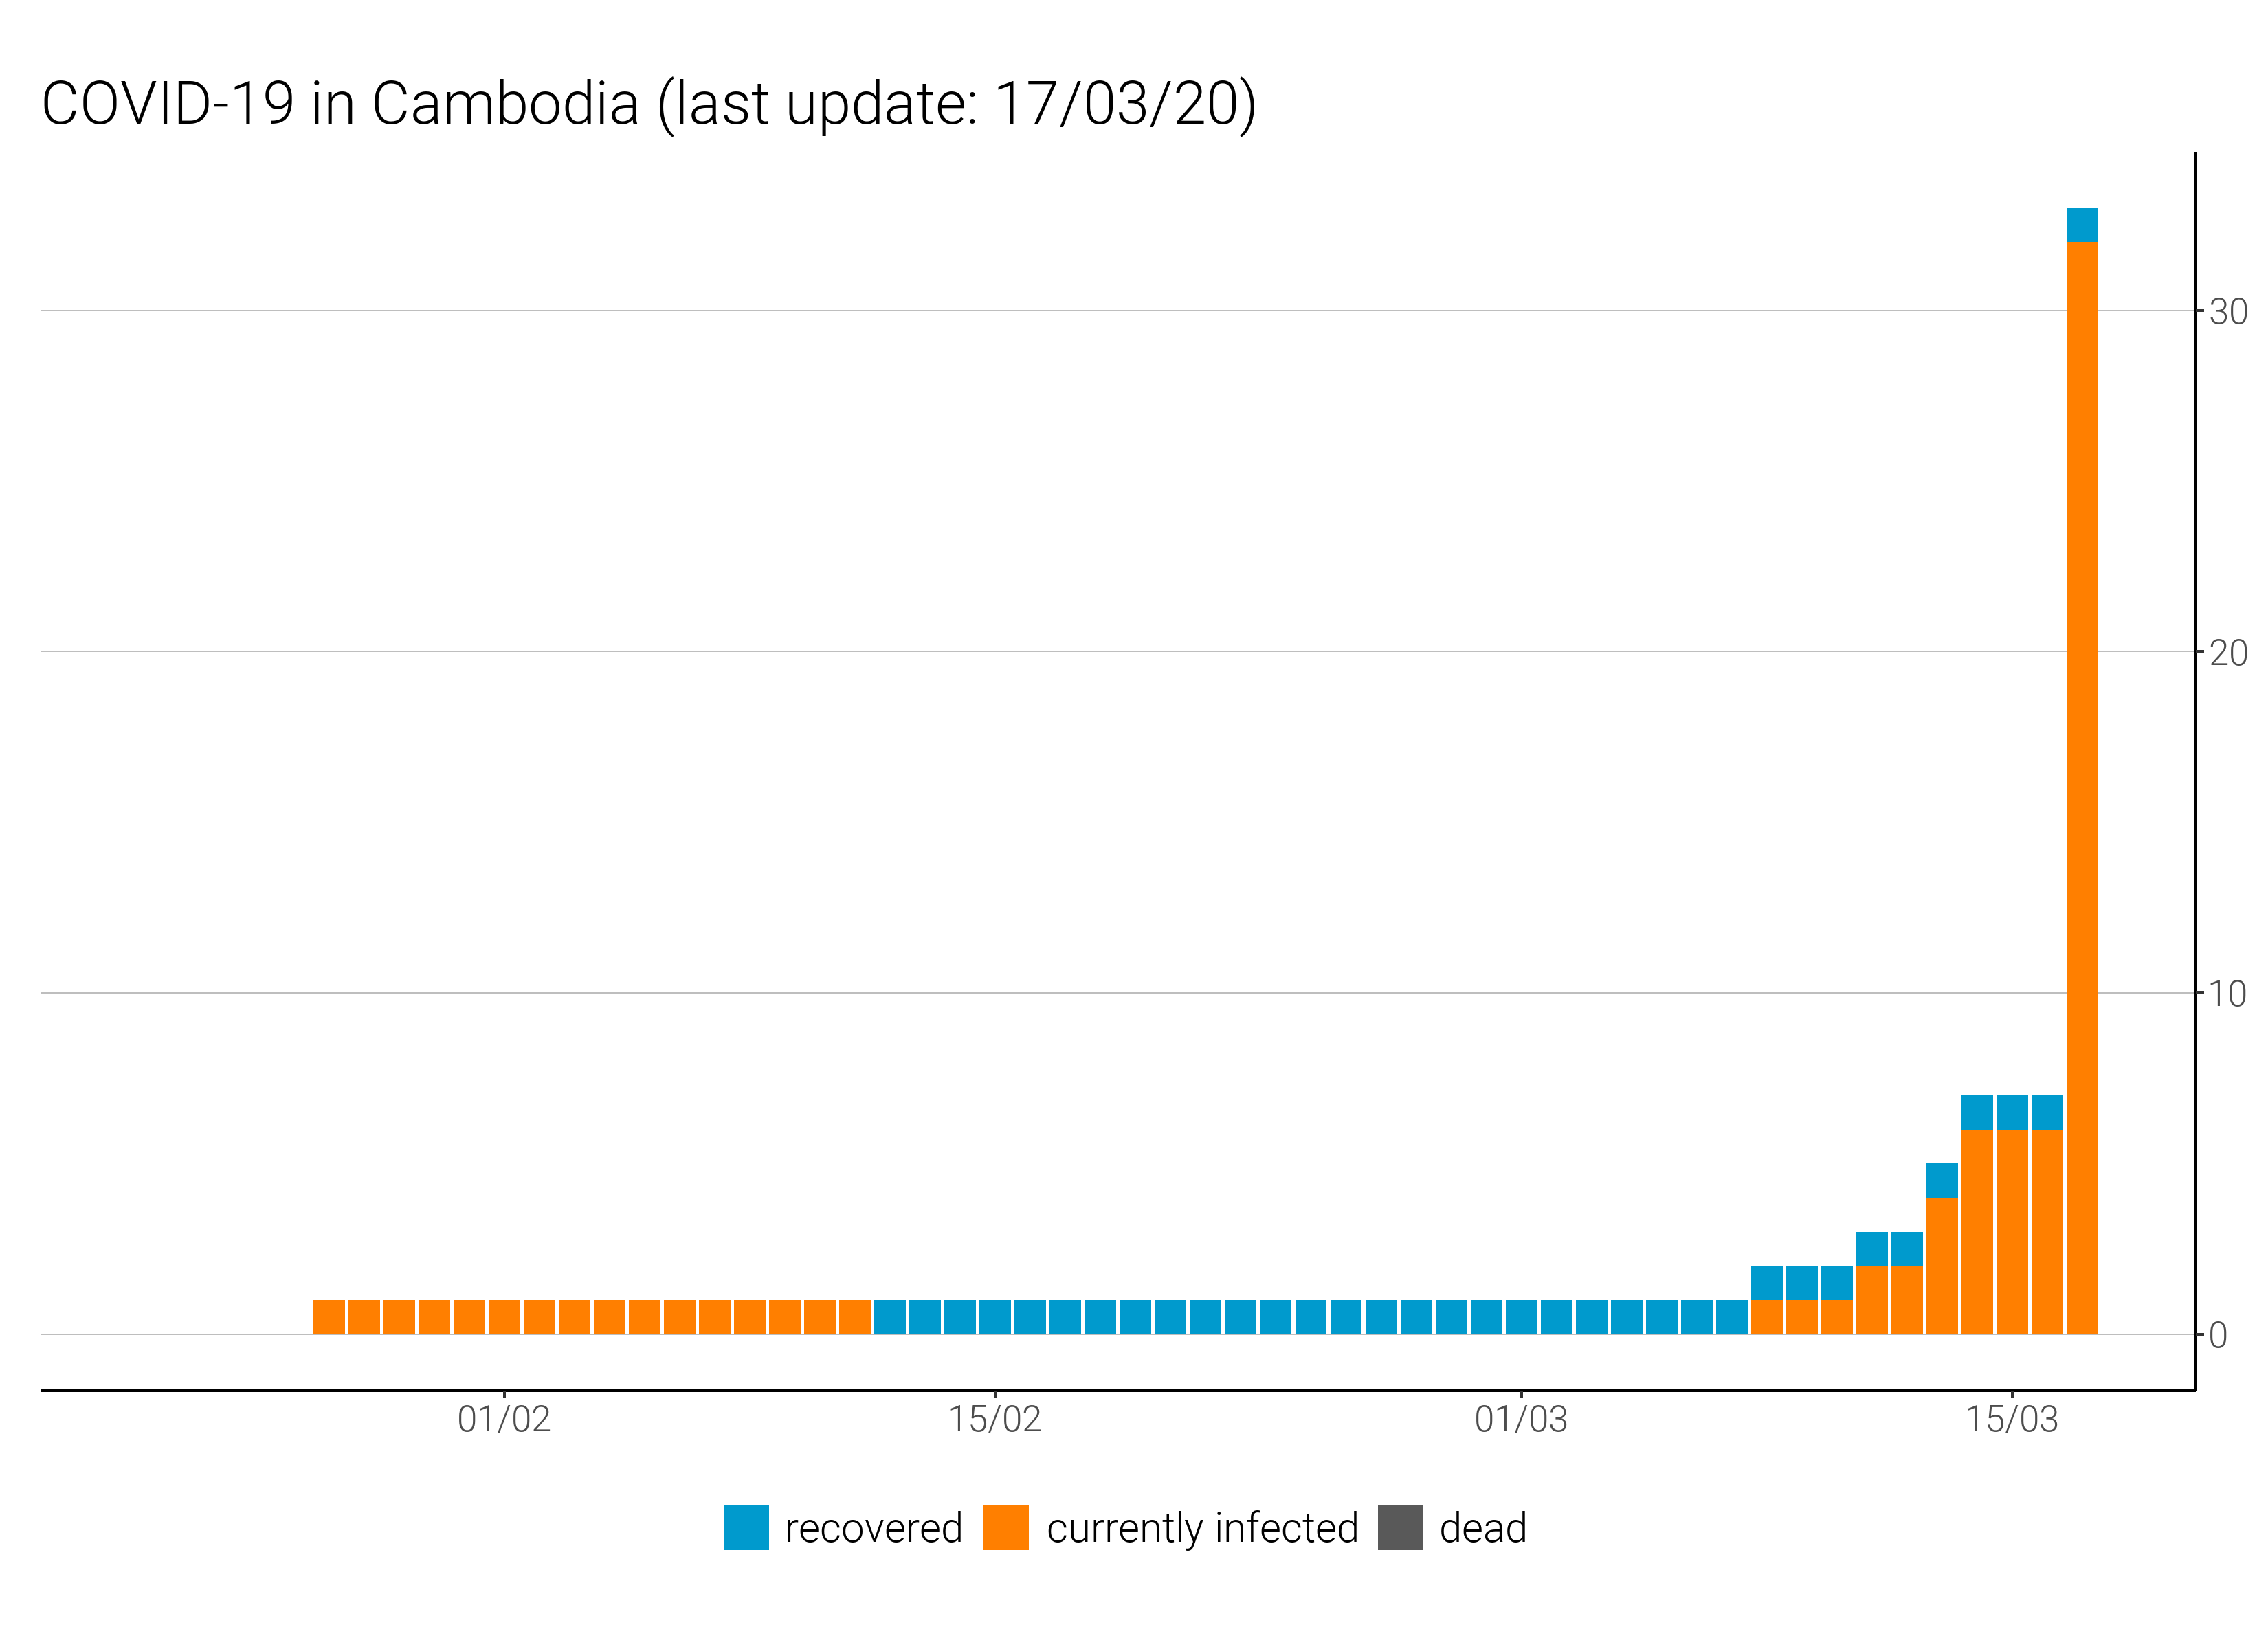 COVID-19 in Cambodia (last update: 17/03/20)
30
20
10
0
01/02 15/02 01/03 15/03
recovered currently infected dead